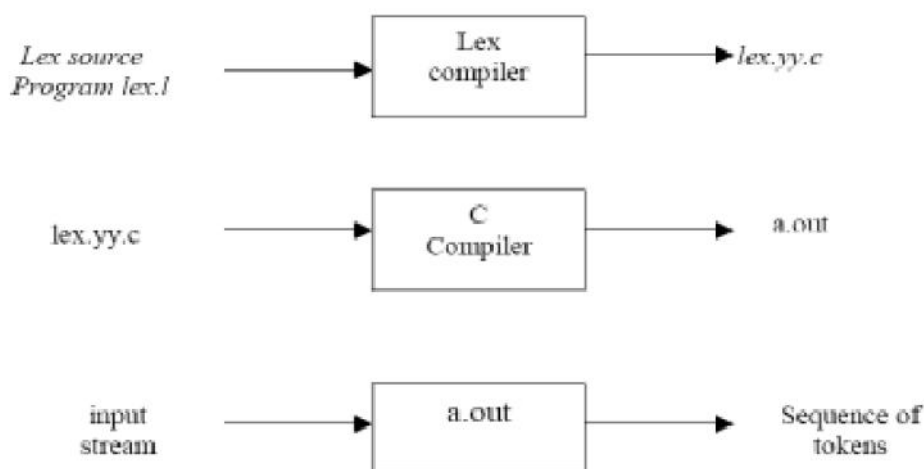 Lex source
Program lex.l
Lex
compiler
lex.yy.c
lex.yy.c
C
Compiler
a.out
input
stream
a.out
Sequence of
tokens